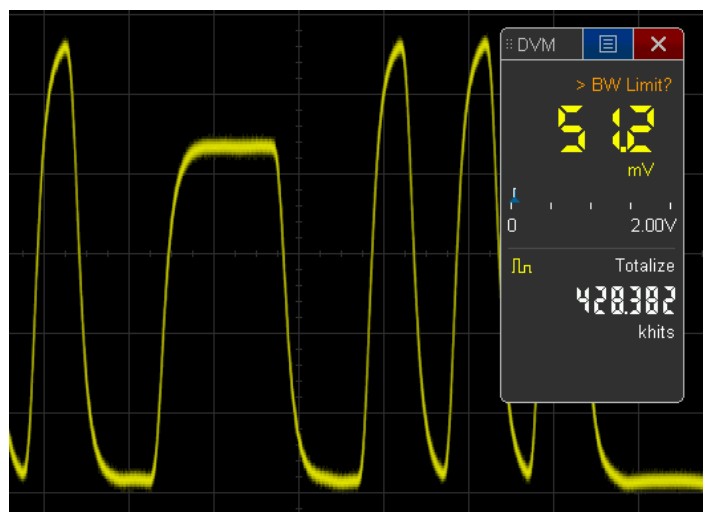 DVM
> BW Limit?
51.2
mV
0 2.00V
Totalize
428.382
khits